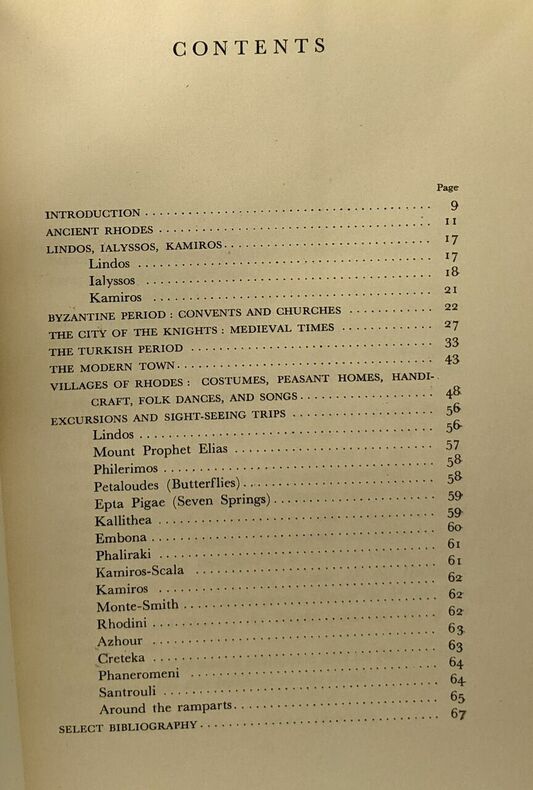 CONTENTS
Page
INTRODUCTION 9
ANCIENT RHODES 11
LINDOS, IALYSSOS, KAMIROS 17
Lindos 17
Ialyssos 18
Kamiros 21
BYZANTINE PERIOD : CONVENTS AND CHURCHES 22
THE CITY OF THE KNIGHTS : MEDIEVAL TIMES 27
THE TURKISH PERIOD 33
THE MODERN TOWN 43
VILLAGES OF RHODES : COSTUMES, PEASANT HOMES, HANDI-
CRAFT, FOLK DANCES, AND SONGS 48
EXCURSIONS AND SIGHT-SEEING TRIPS 56
Lindos 56
Mount Prophet Elias 57
Philerimos 58
Petaloudes (Butterflies) 58
Epta Pigae (Seven Springs) 59
Kallithea 59
Embona 60
Phaliraki 61
Kamiros-Scala 61
Kamiros 62
Monte-Smith 62
Rhodini 62
Azhour 63
Creteka 63
Phaneromeni 64
Santrouli 64
Around the ramparts 65
SELECT BIBLIOGRAPHY 67